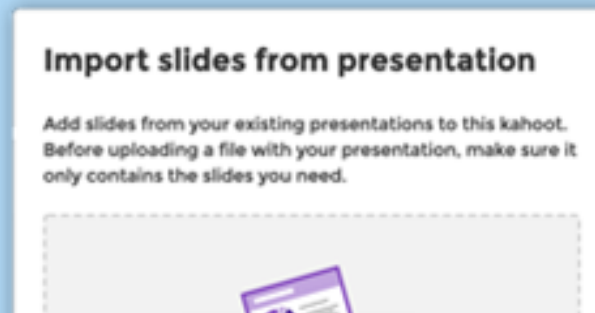 Import slides from presentation
Add slides from your existing presentations to this kahoot.
Before uploading a file with your presentation, make sure it
only contains the slides you need.